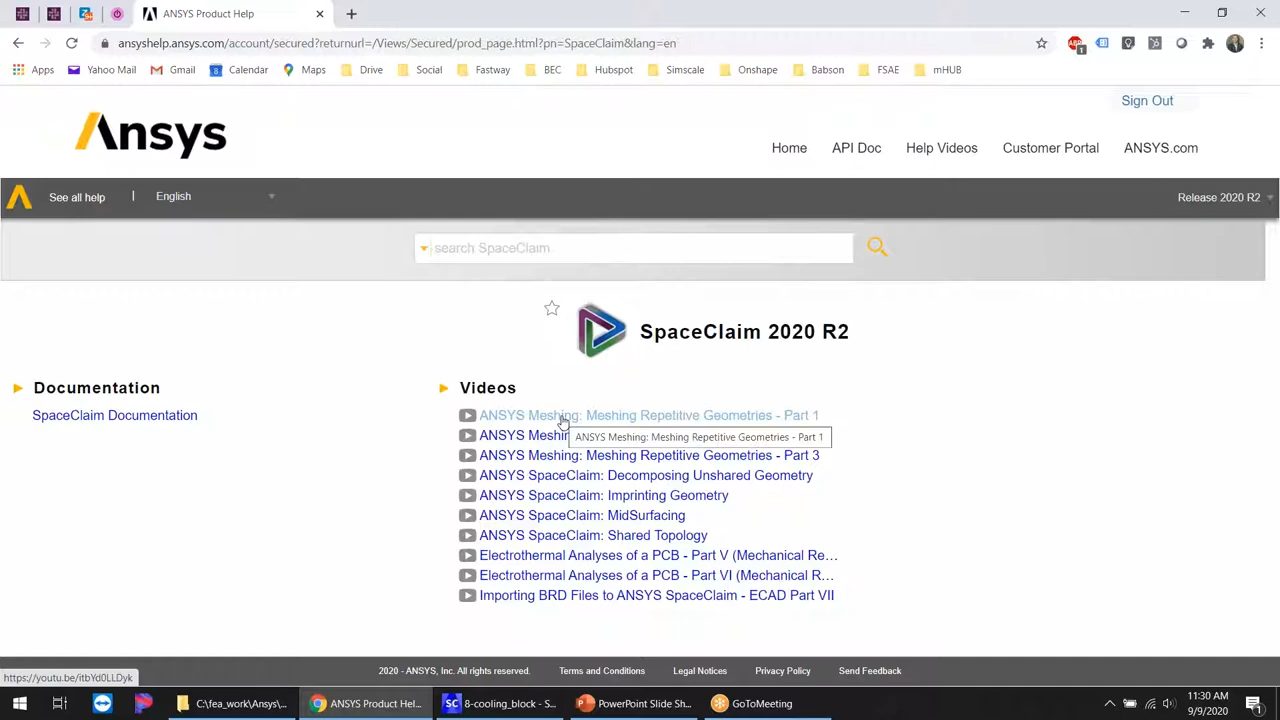 ANSYS Product Help
ansyshelp.ansys.com/account/secured?returnurl=/Views/Secured/prod_page.html?pn=SpaceClaim&lang=en
Apps Yahoo Mail Gmail Calendar Maps Drive Social Fastway BEC Hubspot Simscale Onshape Babson FSAE mHUB
Sign Out
Ansys
Home API Doc Help Videos Customer Portal ANSYS.com
See all help | English Release 2020 R2
search SpaceClaim
SpaceClaim 2020 R2
Documentation
SpaceClaim Documentation
Videos
ANSYS Meshing: Meshing Repetitive Geometries - Part 1
ANSYS Meshin
ANSYS Meshing: Meshing Repetitive Geometries - Part 1
ANSYS Meshing: Meshing Repetitive Geometries - Part 3
ANSYS SpaceClaim: Decomposing Unshared Geometry
ANSYS SpaceClaim: Imprinting Geometry
ANSYS SpaceClaim: MidSurfacing
ANSYS SpaceClaim: Shared Topology
Electrothermal Analyses of a PCB - Part V (Mechanical Re...
Electrothermal Analyses of a PCB - Part VI (Mechanical R...
Importing BRD Files to ANSYS SpaceClaim - ECAD Part VII
2020 - ANSYS, Inc. All rights reserved. Terms and Conditions Legal Notices Privacy Policy Send Feedback
https://youtu.be/itbYd0LLDyk
C:\fea_work\Ansys\... ANSYS Product Hel... 8-cooling_block - S... PowerPoint Slide Sh... GoToMeeting
11:30 AM
9/9/2020